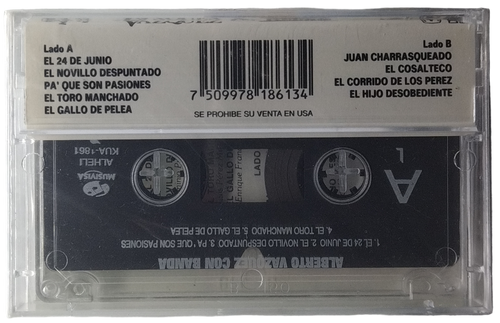 Lado A
EL 24 DE JUNIO
EL NOVILLO DESPUNTADO
PA' QUE SON PASIONES
EL TORO MANCHADO
EL GALLO DE PELEA
7 509978 186134
SE PROHIBE SU VENTA EN USA
Lado B
JUAN CHARRASQUEADO
EL COSALTECO
EL CORRIDO DE LOS PEREZ
EL HIJO DESOBEDIENTE
ALBERTO VAZQUEZ CON BANDA
1. EL 24 DE JUNIO 2. EL NOVILLO DESPUNTADO 3. PA' QUE SON PASIONES
4. EL TORO MANCHADO 5. EL GALLO DE PELEA
A
L
MUSIVISA
ALHELI
KUA-1861
LADO